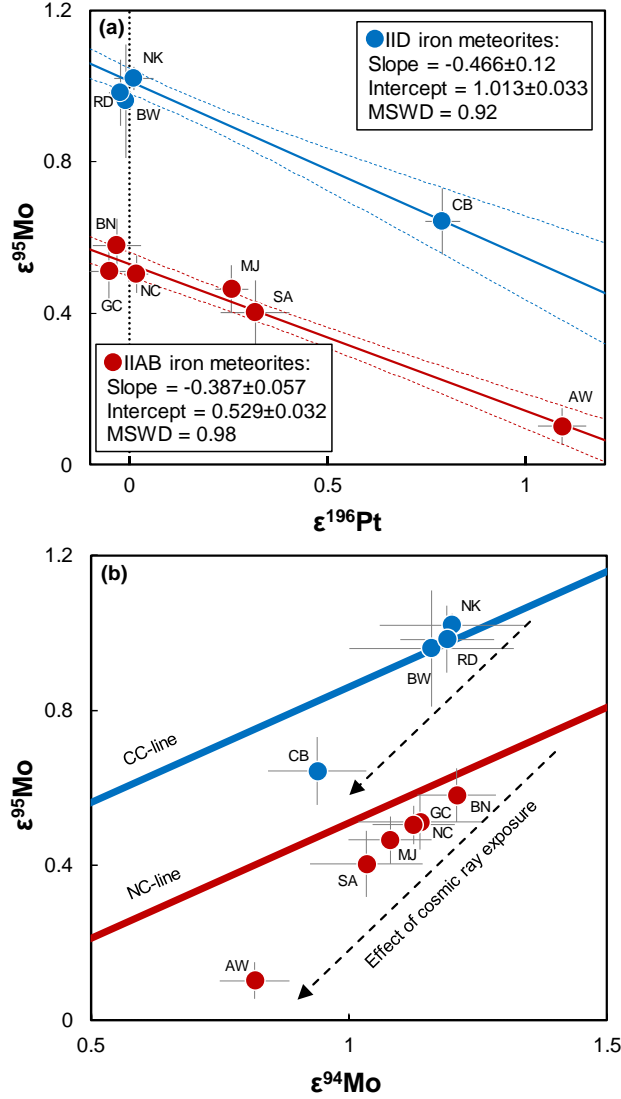 1.2
(a)
IID iron meteorites:
Slope = -0.466±0.12
Intercept = 1.013±0.033
MSWD = 0.92
NK
RD
BW
0.8
CB
ε⁹⁵Mo
BN
GC
NC
MJ
SA
0.4
IIAB iron meteorites:
Slope = -0.387±0.057
Intercept = 0.529±0.032
MSWD = 0.98
AW
0
0
0.5
1
ε¹⁹⁶Pt
1.2
(b)
NK
RD
BW
CC-line
0.8
CB
ε⁹⁵Mo
BN
GC
NC
MJ
SA
NC-line
0.4
Effect of cosmic ray exposure
AW
0
0.5
1
1.5
ε⁹⁴Mo